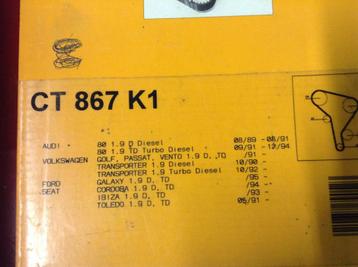 CT 867 K1
AUDI 80 1.9 D Diesel 08/89 - 08/91
80 1.9 TD Turbo Diesel 09/91 - 12/94
VOLKSWAGEN GOLF, PASSAT, VENTO 1.9 D, TD /91 -
TRANSPORTER 1.9 Diesel 10/90 -
TRANSPORTER 1.9 Turbo Diesel 10/92 -
FORD GALAXY 1.9 D, TD /95 -
SEAT CORDOBA 1.9 D, TD /94 -
IBIZA 1.9 D, TD /93 -
TOLEDO 1.9 D, TD 05/91 -